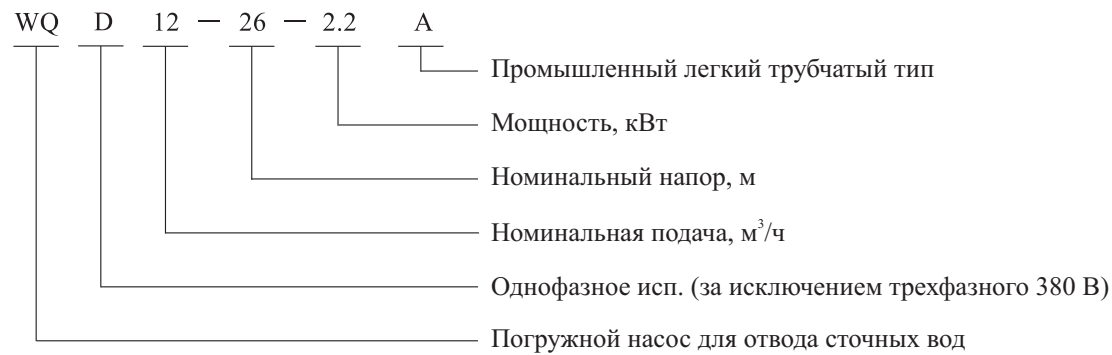 WQ D 12 — 26 — 2.2 A
Промышленный легкий трубчатый тип
Мощность, кВт
Номинальный напор, м
Номинальная подача, м³/ч
Однофазное исп. (за исключением трехфазного 380 В)
Погружной насос для отвода сточных вод